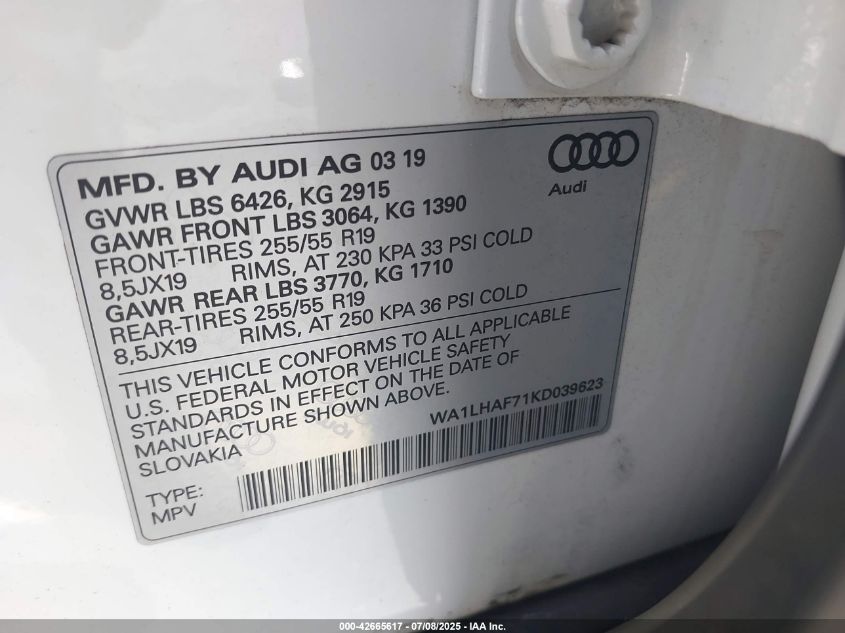 MFD. BY AUDI AG 03 19
Audi
GVWR LBS 6426, KG 2915
GAWR FRONT LBS 3064, KG 1390
FRONT-TIRES 255/55 R19
8,5JX19 RIMS, AT 230 KPA 33 PSI COLD
GAWR REAR LBS 3770, KG 1710
REAR-TIRES 255/55 R19
8,5JX19 RIMS, AT 250 KPA 36 PSI COLD
THIS VEHICLE CONFORMS TO ALL APPLICABLE
U.S. FEDERAL MOTOR VEHICLE SAFETY
STANDARDS IN EFFECT ON THE DATE OF
MANUFACTURE SHOWN ABOVE.
SLOVAKIA
Audi
WA1LHAF71KD039623
TYPE:
MPV
000-42665617 - 07/08/2025 - IAA Inc.